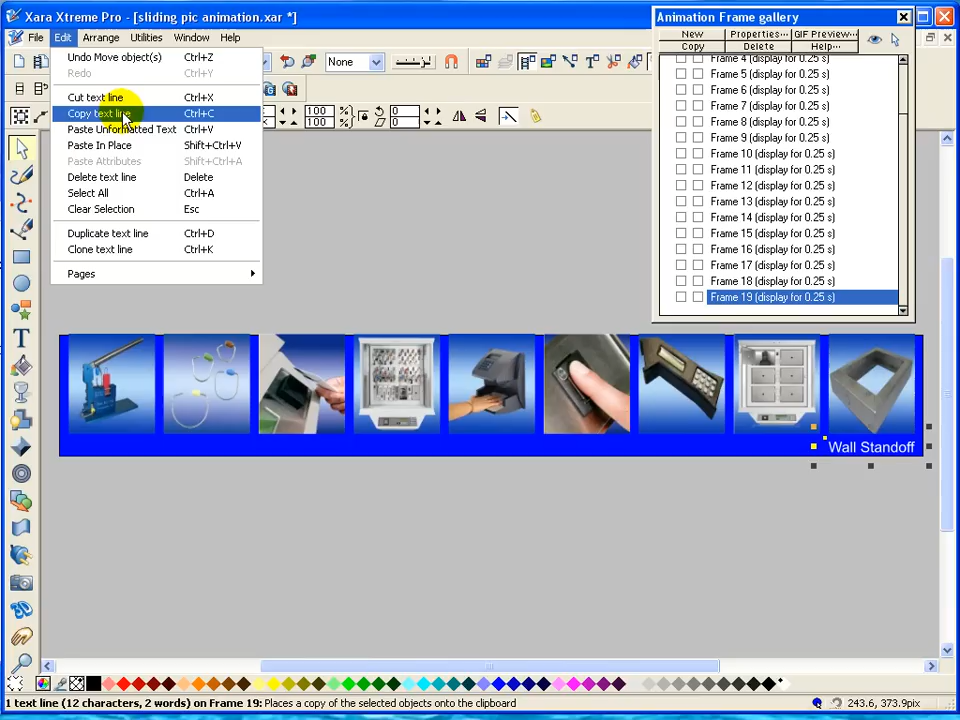 Xara Xtreme Pro - [sliding pic animation.xar *]
File Edit Arrange Utilities Window Help
Undo Move object(s) Ctrl+Z
Redo Ctrl+Y
Cut text line Ctrl+X
Copy text line Ctrl+C
Paste Unformatted Text Ctrl+V
Paste In Place Shift+Ctrl+V
Paste Attributes Shift+Ctrl+A
Delete text line Delete
Select All Ctrl+A
Clear Selection Esc
Duplicate text line Ctrl+D
Clone text line Ctrl+K
Pages
None
100
100
0
0
Animation Frame gallery
New Properties... GIF Preview...
Copy Delete Help...
Frame 4 (display for 0.25 s)
Frame 5 (display for 0.25 s)
Frame 6 (display for 0.25 s)
Frame 7 (display for 0.25 s)
Frame 8 (display for 0.25 s)
Frame 9 (display for 0.25 s)
Frame 10 (display for 0.25 s)
Frame 11 (display for 0.25 s)
Frame 12 (display for 0.25 s)
Frame 13 (display for 0.25 s)
Frame 14 (display for 0.25 s)
Frame 15 (display for 0.25 s)
Frame 16 (display for 0.25 s)
Frame 17 (display for 0.25 s)
Frame 18 (display for 0.25 s)
Frame 19 (display for 0.25 s)
Wall Standoff
1 text line (12 characters, 2 words) on Frame 19: Places a copy of the selected objects onto the clipboard
243.6, 373.9pix